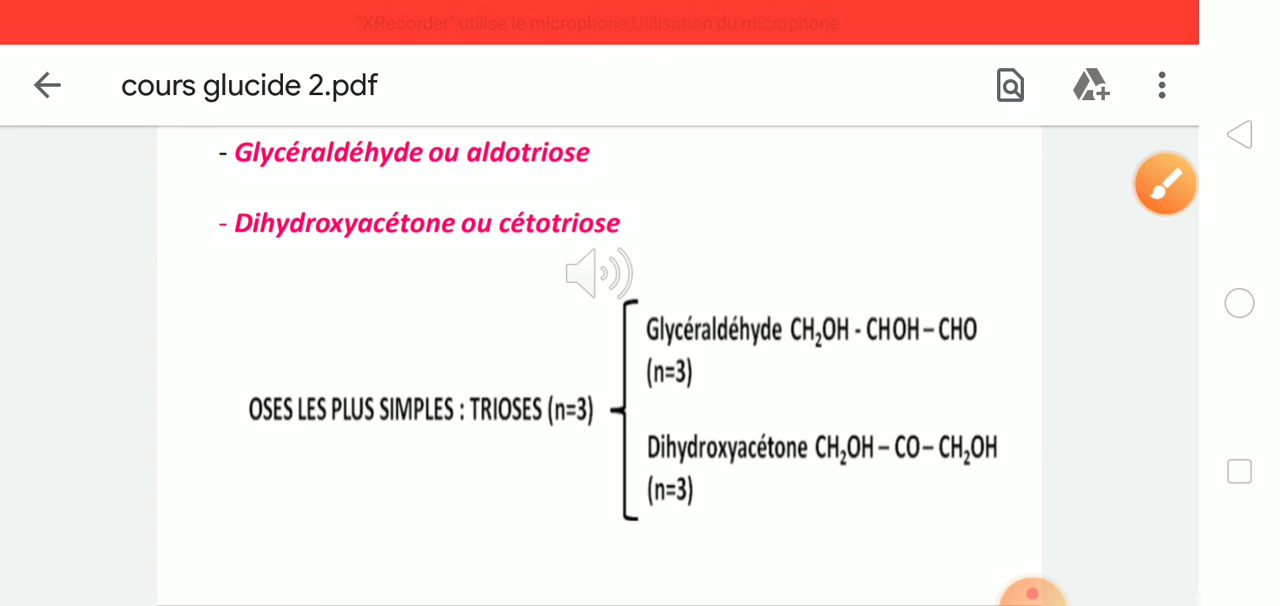 "XRecorder" utilise le microphone,Utilisation du microphone
cours glucide 2.pdf
- Glycéraldéhyde ou aldotriose
- Dihydroxyacétone ou cétotriose
Glycéraldéhyde CH₂OH - CHOH – CHO
(n=3)
OSES LES PLUS SIMPLES : TRIOSES (n=3)
Dihydroxyacétone CH₂OH – CO – CH₂OH
(n=3)